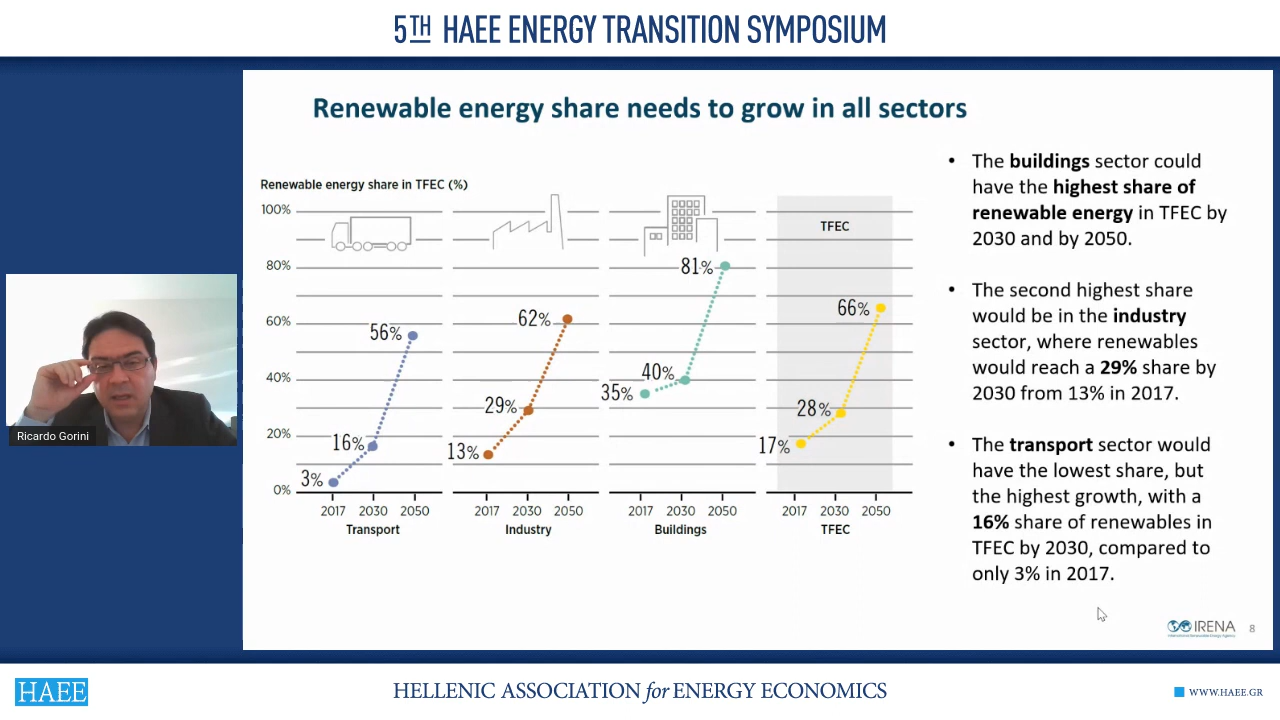 5TH HAEE ENERGY TRANSITION SYMPOSIUM
Renewable energy share needs to grow in all sectors
Renewable energy share in TFEC (%)
100%
80%
60%
40%
20%
0%
3%
16%
56%
2017 2030 2050
Transport
13%
29%
62%
2017 2030 2050
Industry
35%
40%
81%
2017 2030 2050
Buildings
TFEC
17%
28%
66%
2017 2030 2050
TFEC
• The buildings sector could
have the highest share of
renewable energy in TFEC by
2030 and by 2050.
• The second highest share
would be in the industry
sector, where renewables
would reach a 29% share by
2030 from 13% in 2017.
• The transport sector would
have the lowest share, but
the highest growth, with a
16% share of renewables in
TFEC by 2030, compared to
only 3% in 2017.
Ricardo Gorini
IRENA
International Renewable Energy Agency
8
HAEE
HELLENIC ASSOCIATION for ENERGY ECONOMICS
WWW.HAEE.GR